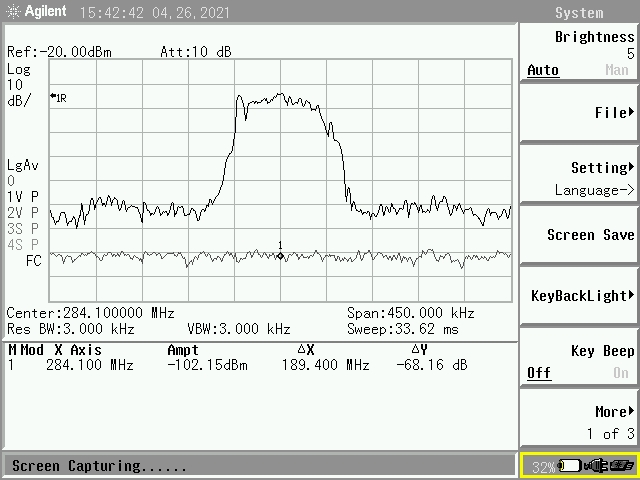 Agilent 15:42:42 04,26,2021 System
Ref:-20.00dBm Att:10 dB
Log
10
dB/
1R
LgAv
0
1V P
2V P
3S P
4S P
FC
1
Center:284.100000 MHz Span:450.000 kHz
Res BW:3.000 kHz VBW:3.000 kHz Sweep:33.62 ms
M Mod X Axis Ampt △X △Y
1 284.100 MHz -102.15dBm 189.400 MHz -68.16 dB
Screen Capturing......
Brightness
5
Auto Man
File
Setting
Language->
Screen Save
KeyBackLight
Key Beep
Off On
More
1 of 3
32%